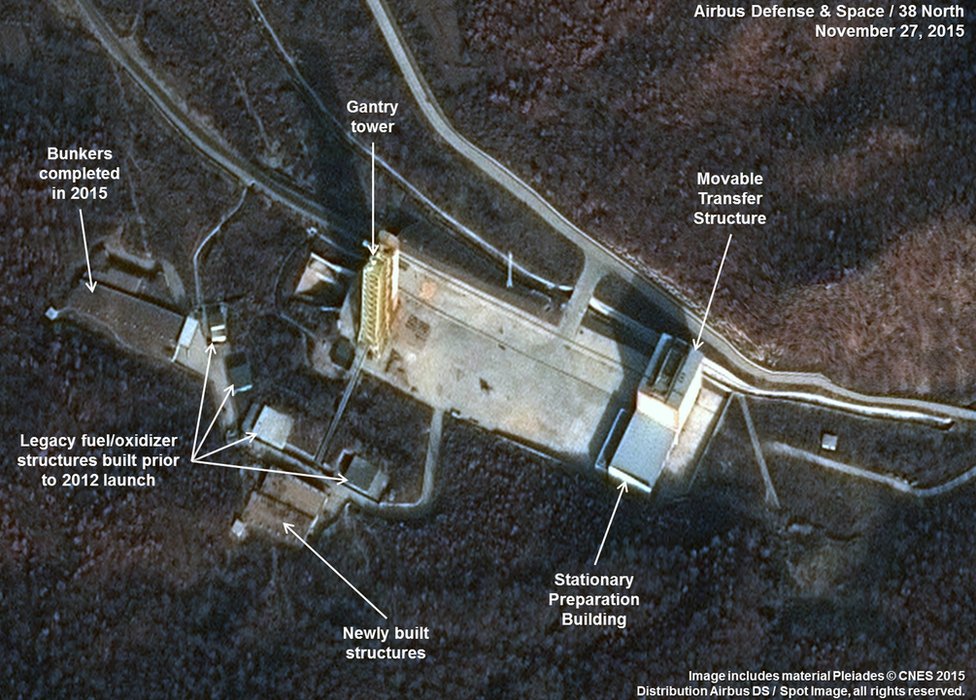 Airbus Defense & Space / 38 North
November 27, 2015
Gantry
tower
Bunkers
completed
in 2015
Movable
Transfer
Structure
Legacy fuel/oxidizer
structures built prior
to 2012 launch
Stationary
Preparation
Building
Newly built
structures
Image includes material Pleiades © CNES 2015
Distribution Airbus DS / Spot Image, all rights reserved